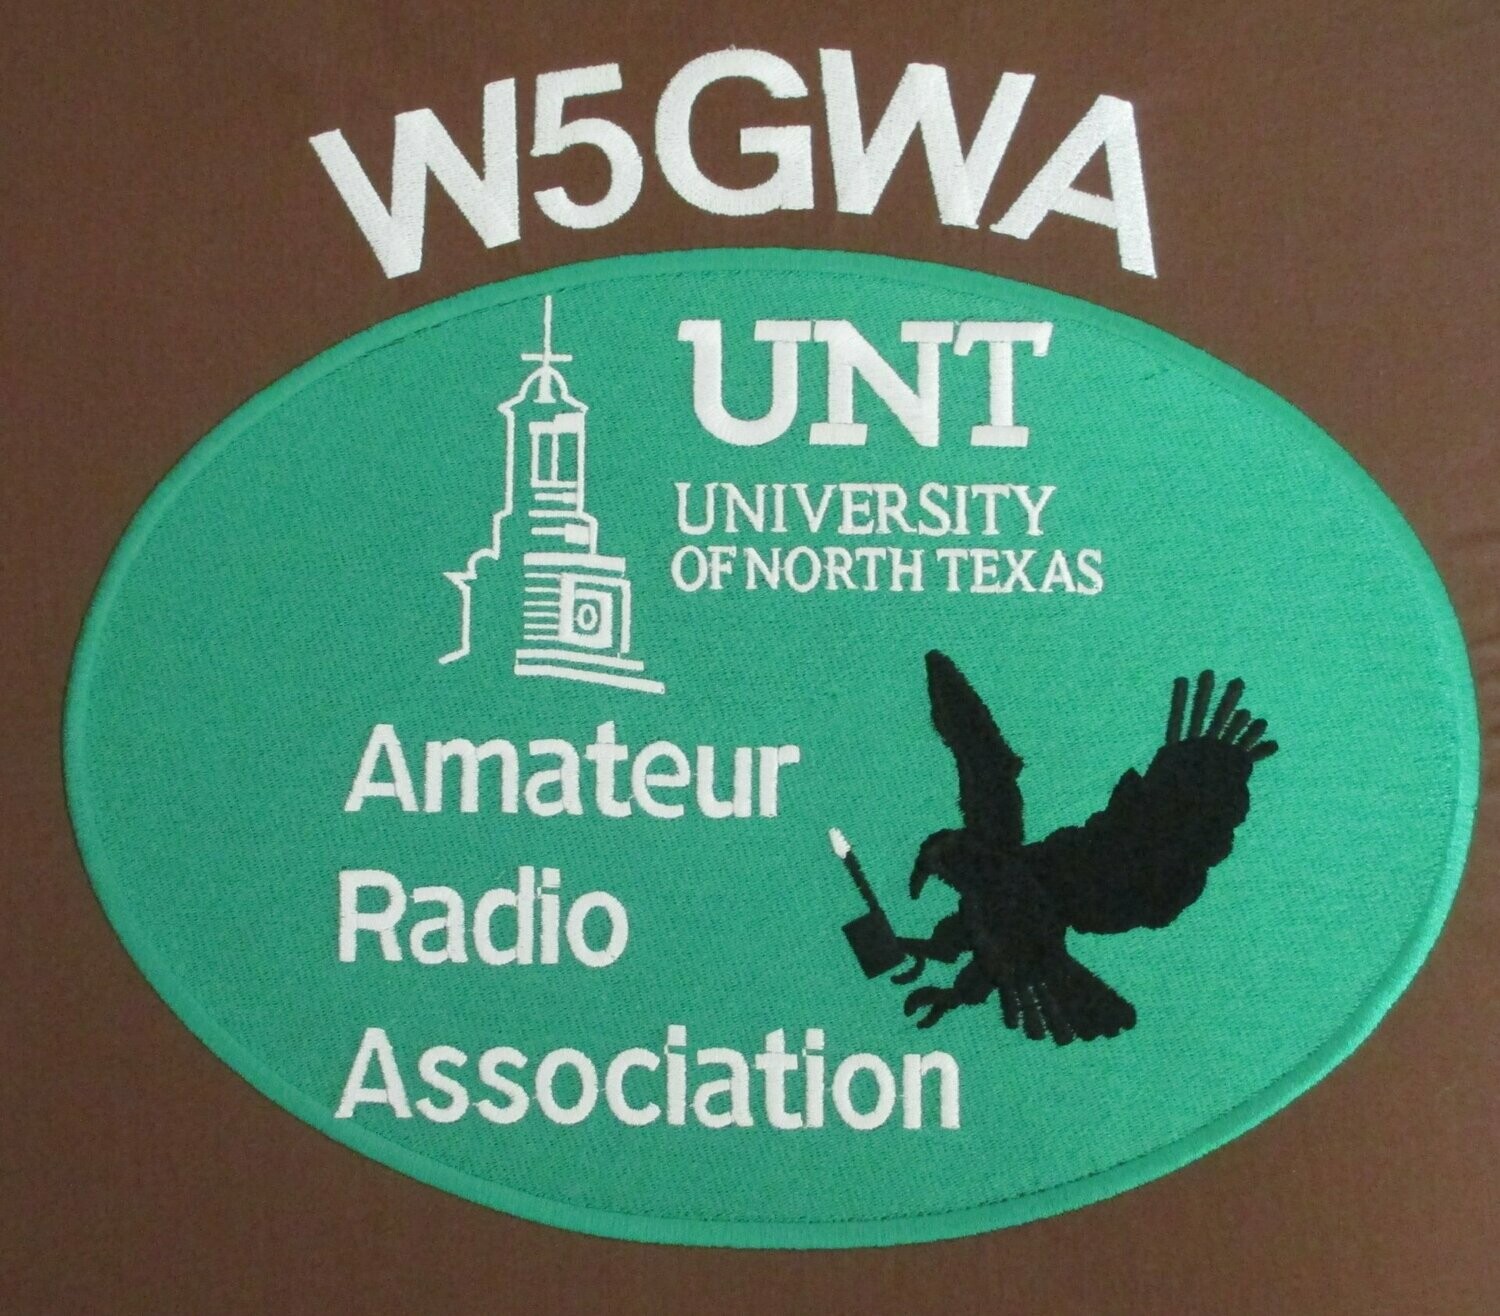 W5GWA
UNT
UNIVERSITY
OF NORTH TEXAS
Amateur
Radio
Association